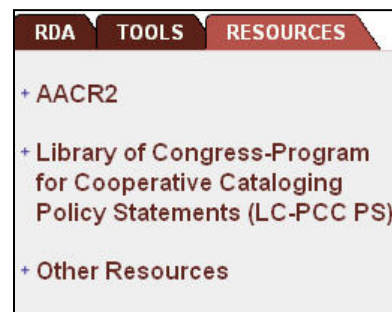 RDA TOOLS RESOURCES
+ AACR2
+ Library of Congress-Program
for Cooperative Cataloging
Policy Statements (LC-PCC PS)
+ Other Resources